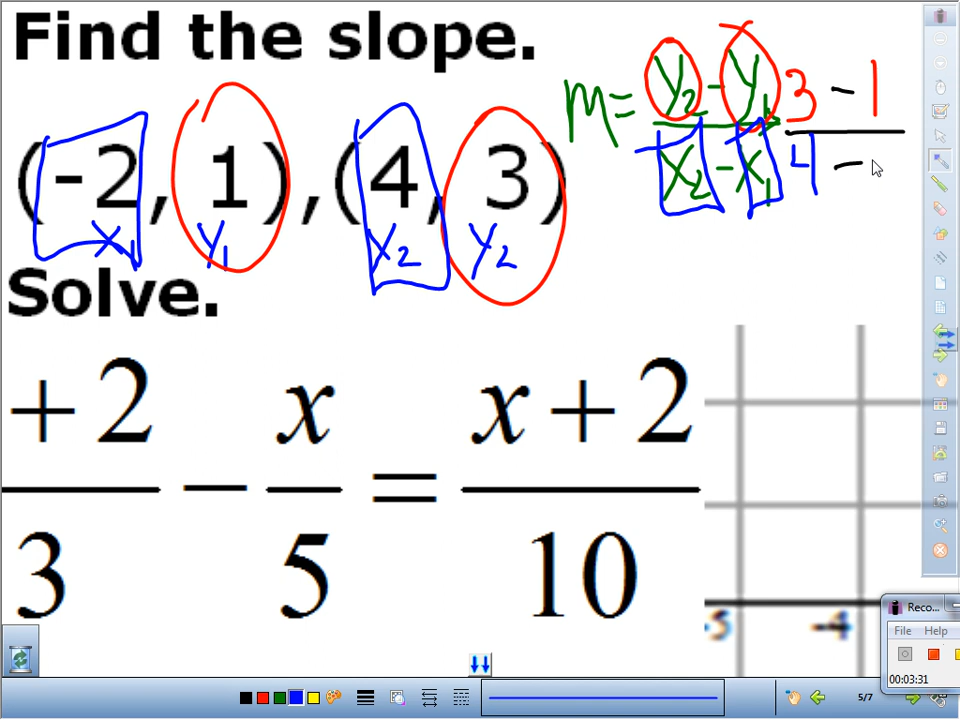 Find the slope.
m = y₂ - y₁ / x₂ - x₁ 3 - 1 / 4 -
(-2, 1), (4, 3)
x₁ y₁ x₂ y₂
Solve.
+ 2 / 3 - x / 5 = x + 2 / 10
-4
Reco...
File Help
00:03:31
5/7